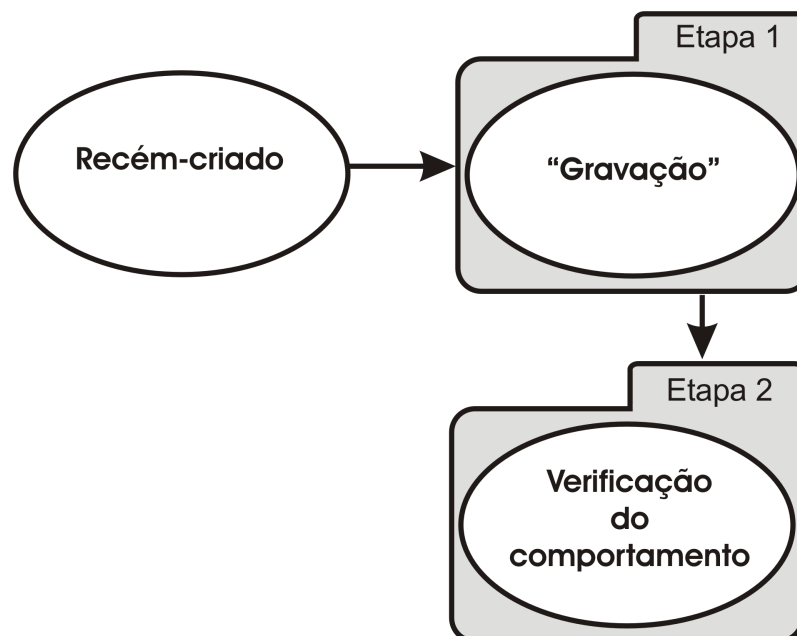 Etapa 1
Recém-criado
“Gravação”
Etapa 2
Verificação
do
comportamento